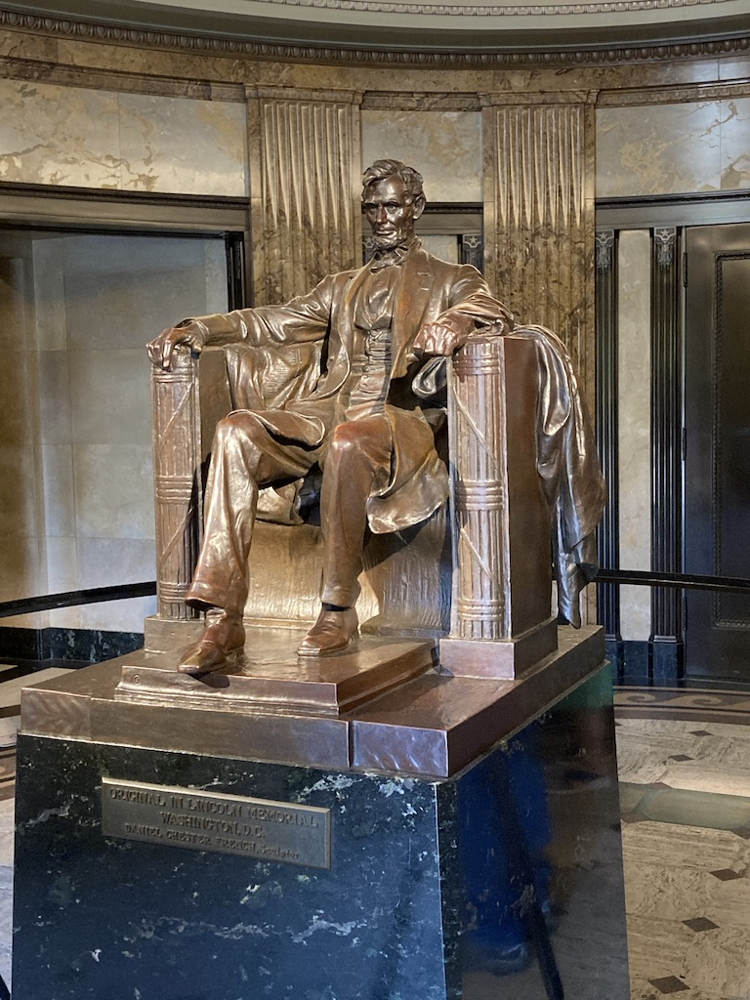 ORIGINAL IN LINCOLN MEMORIAL
WASHINGTON, D.C.
DANIEL CHESTER FRENCH, Sculptor